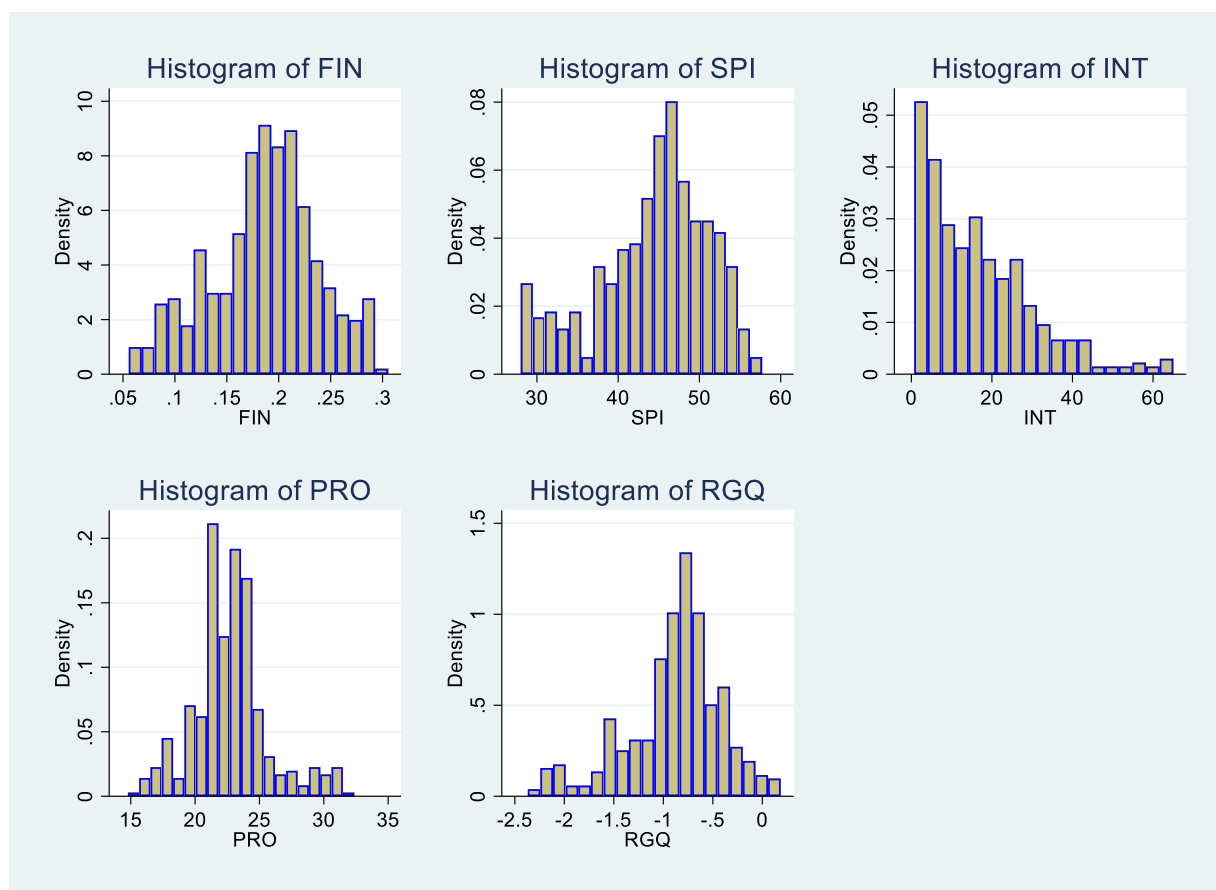 Histogram of FIN
Density
0
2
4
6
8
10
.05 .1 .15 .2 .25 .3
FIN
Histogram of SPI
Density
0
.02
.04
.06
.08
30 40 50 60
SPI
Histogram of INT
Density
0
.01
.02
.03
.04
.05
0 20 40 60
INT
Histogram of PRO
Density
0
.05
.1
.15
.2
15 20 25 30 35
PRO
Histogram of RGQ
Density
0
.5
1
1.5
-2.5 -2 -1.5 -1 -.5 0
RGQ